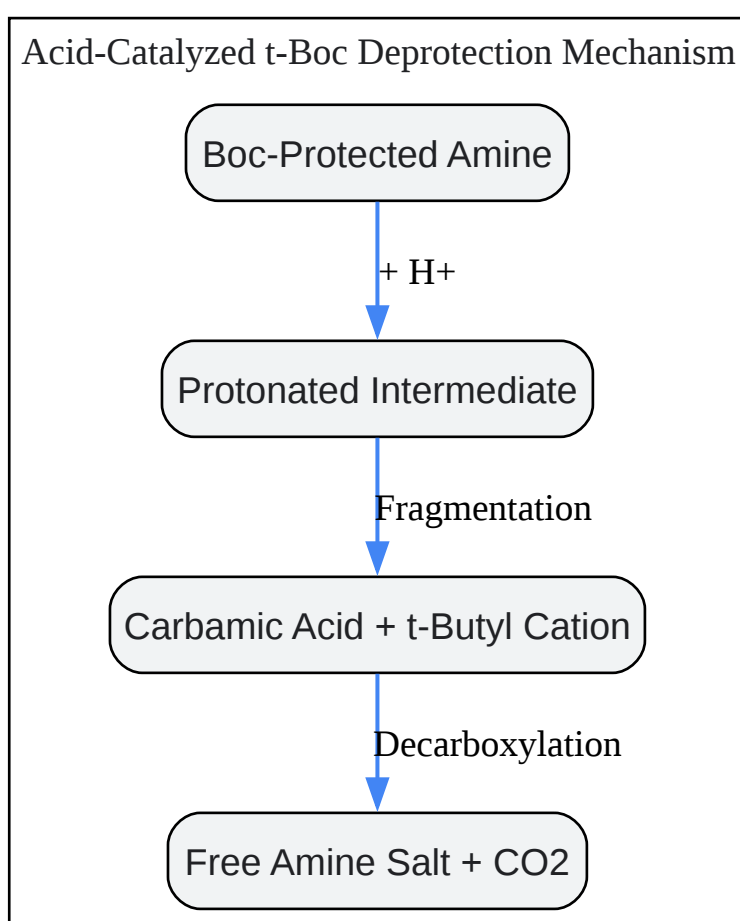 Acid-Catalyzed t-Boc Deprotection Mechanism
Boc-Protected Amine
+ H+
Protonated Intermediate
Fragmentation
Carbamic Acid + t-Butyl Cation
Decarboxylation
Free Amine Salt + CO2